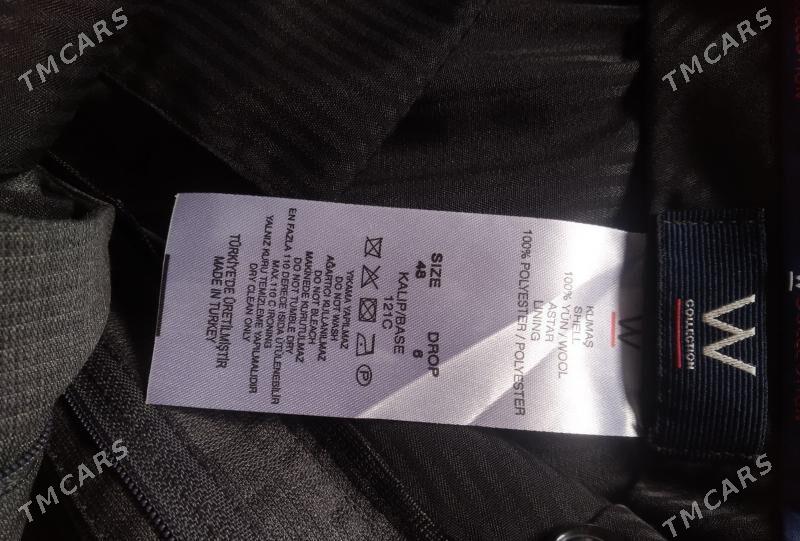 TMCARS
TMCARS
W
COLLECTION
W
KUMAŞ
SHELL
100% YÜN / WOOL
ASTAR
LINING
100% POLYESTER / POLYESTER
SIZE DROP
48 6
KALIP/BASE
121C
YIKAMA YAPILMAZ
DO NOT WASH
AĞARTICI KULLANILMAZ
DO NOT BLEACH
MAKİNEDE KURUTULMAZ
DO NOT TUMBLE DRY
EN FAZLA 110 DERECE ISI İLE ÜTÜLENEBİLİR
MAX.110 C IRONING
YALNIZ KURU TEMİZLEME YAPILMALIDIR
DRY CLEAN ONLY
TÜRKİYE'DE ÜRETİLMİŞTİR
MADE IN TURKEY
TMCARS
TMCARS